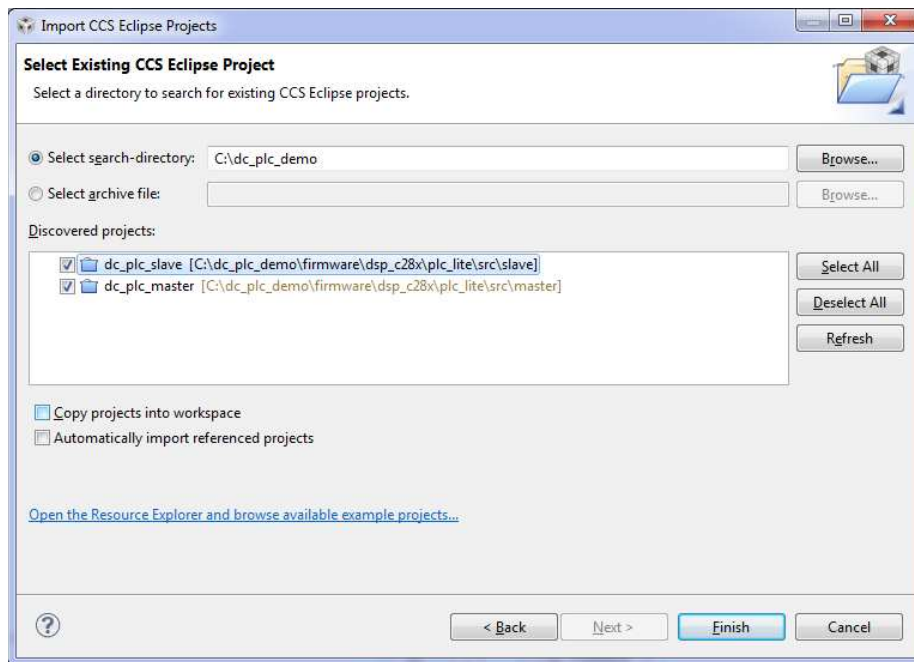 Import CCS Eclipse Projects
Select Existing CCS Eclipse Project
Select a directory to search for existing CCS Eclipse projects.
Select search-directory: C:\dc_plc_demo Browse...
Select archive file: Browse...
Discovered projects:
dc_plc_slave [C:\dc_plc_demo\firmware\dsp_c28x\plc_lite\src\slave]
dc_plc_master [C:\dc_plc_demo\firmware\dsp_c28x\plc_lite\src\master]
Select All
Deselect All
Refresh
Copy projects into workspace
Automatically import referenced projects
Open the Resource Explorer and browse available example projects...
? < Back Next > Finish Cancel